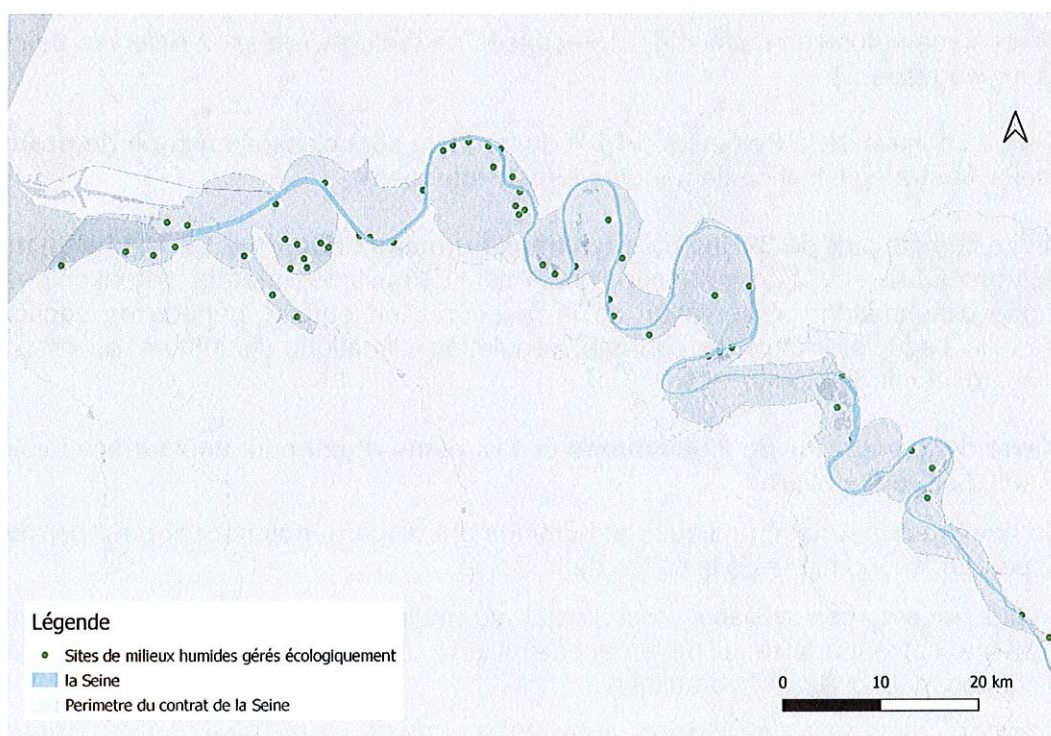 Légende
Sites de milieux humides gérés écologiquement
la Seine
Perimetre du contrat de la Seine
0 10 20 km